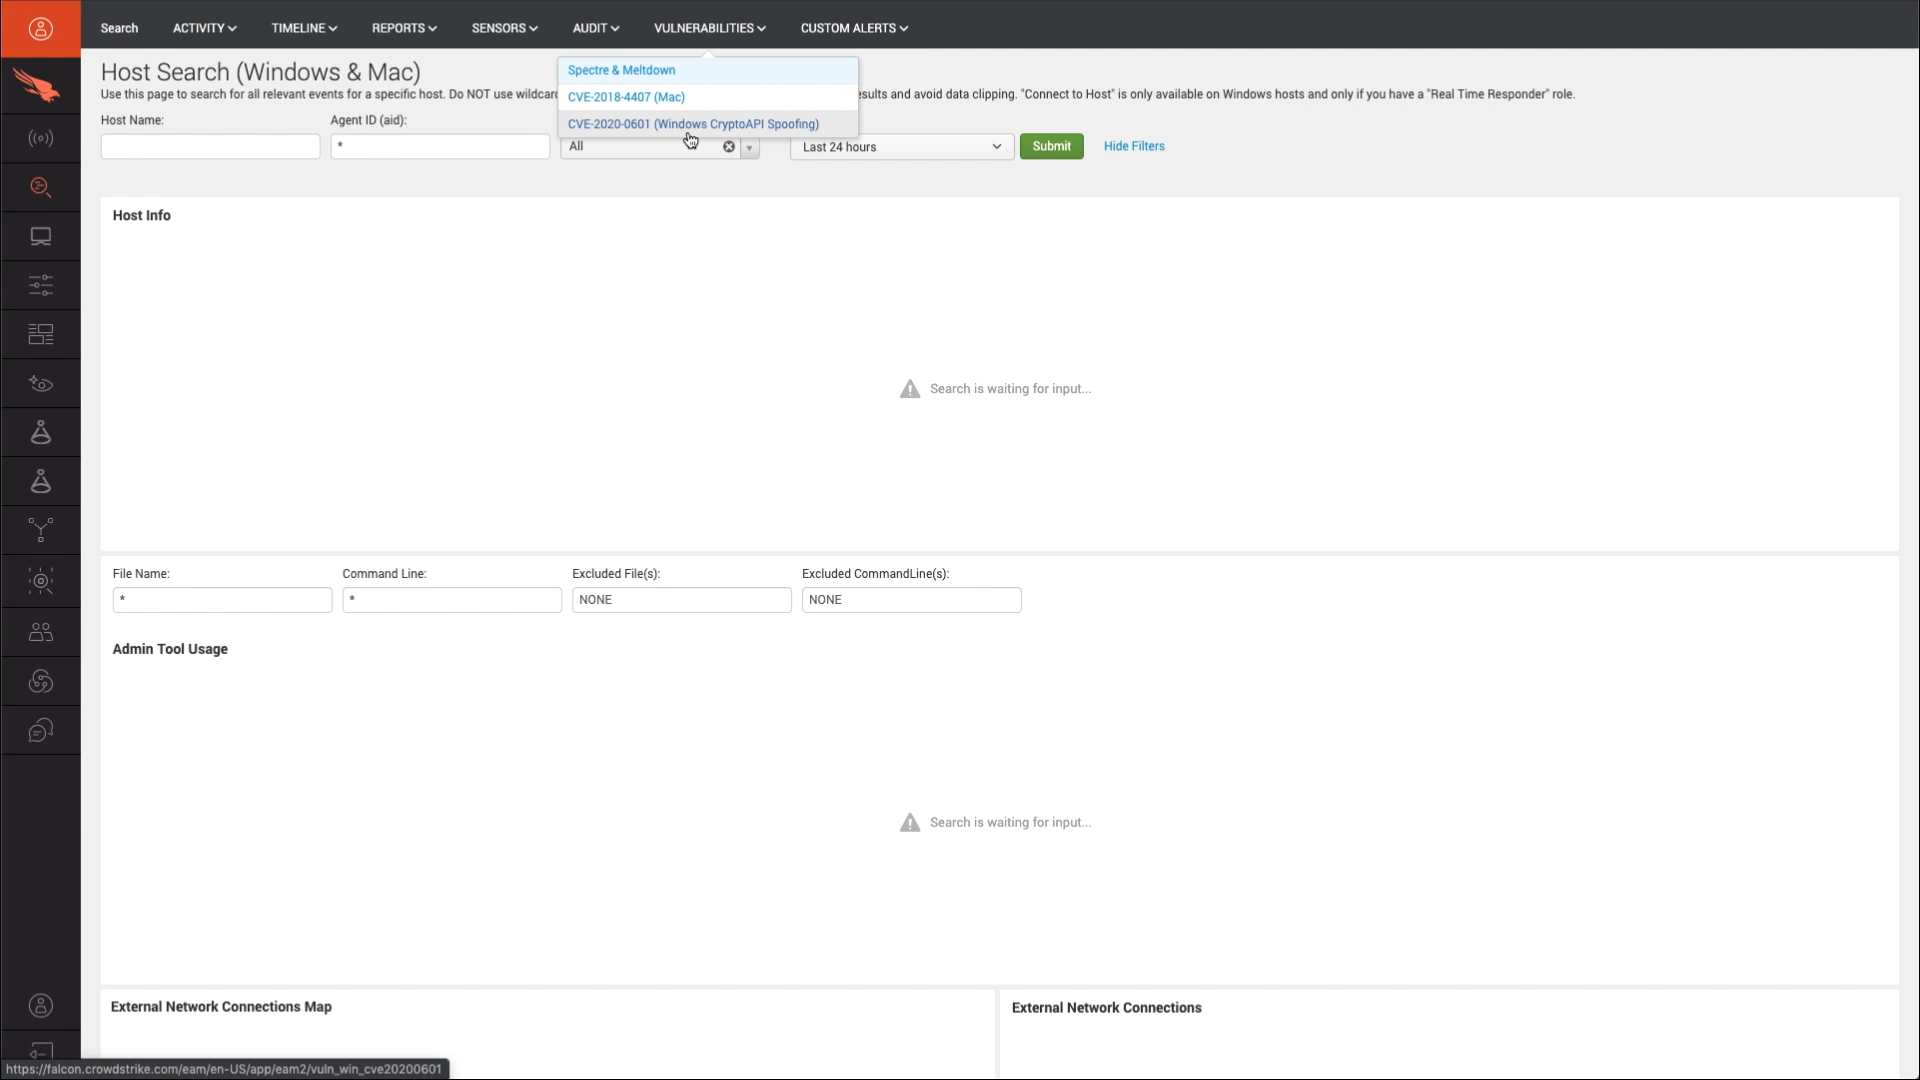 Search ACTIVITY TIMELINE REPORTS SENSORS AUDIT VULNERABILITIES CUSTOM ALERTS
Host Search (Windows & Mac)
Spectre & Meltdown
Use this page to search for all relevant events for a specific host. Do NOT use wildcard
CVE-2018-4407 (Mac)
esults and avoid data clipping. "Connect to Host" is only available on Windows hosts and only if you have a "Real Time Responder" role.
Host Name: Agent ID (aid):
CVE-2020-0601 (Windows CryptoAPI Spoofing)
* All Last 24 hours Submit Hide Filters
Host Info
Search is waiting for input...
File Name: Command Line: Excluded File(s): Excluded CommandLine(s):
* * NONE NONE
Admin Tool Usage
Search is waiting for input...
External Network Connections Map External Network Connections
https://falcon.crowdstrike.com/eam/en-US/app/eam2/vuln_win_cve20200601